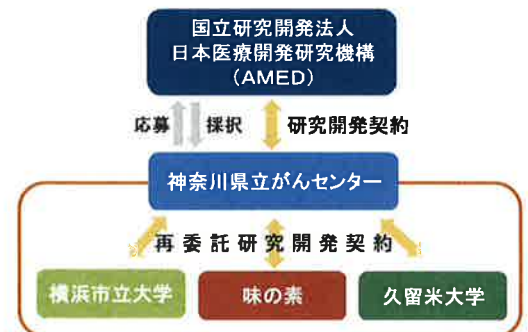 国立研究開発法人
日本医療開発研究機構
（AMED）
応募 採択 研究開発契約
神奈川県立がんセンター
再委託研究開発契約
横浜市立大学 味の素 久留米大学